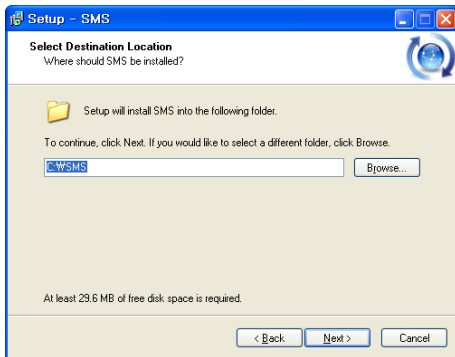 Setup - SMS
Select Destination Location
Where should SMS be installed?
Setup will install SMS into the following folder.
To continue, click Next. If you would like to select a different folder, click Browse.
C:₩SMS
Browse...
At least 29.6 MB of free disk space is required.
< Back
Next >
Cancel